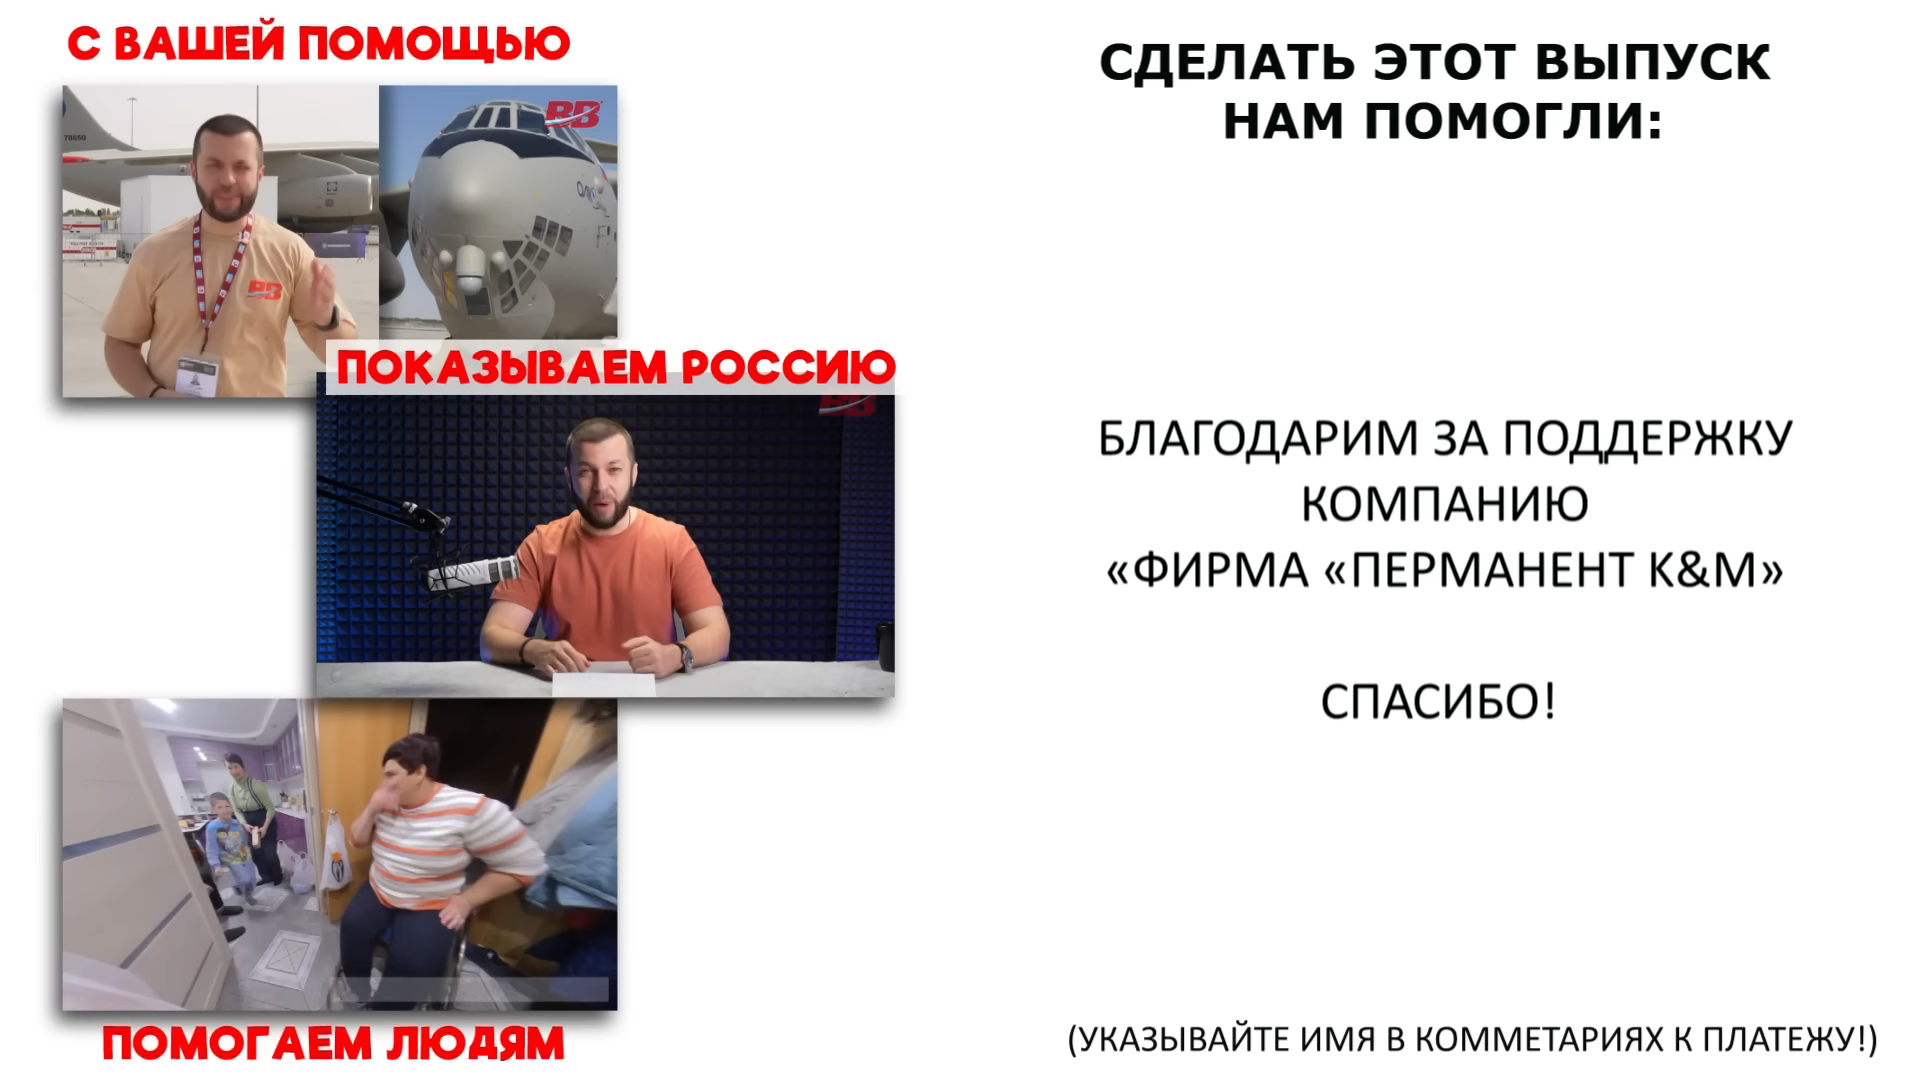 С ВАШЕЙ ПОМОЩЬЮ
ПОКАЗЫВАЕМ РОССИЮ
ПОМОГАЕМ ЛЮДЯМ
СДЕЛАТЬ ЭТОТ ВЫПУСК
НАМ ПОМОГЛИ:
БЛАГОДАРИМ ЗА ПОДДЕРЖКУ
КОМПАНИЮ
«ФИРМА «ПЕРМАНЕНТ K&M»
СПАСИБО!
(УКАЗЫВАЙТЕ ИМЯ В КОММЕТАРИЯХ К ПЛАТЕЖУ!)